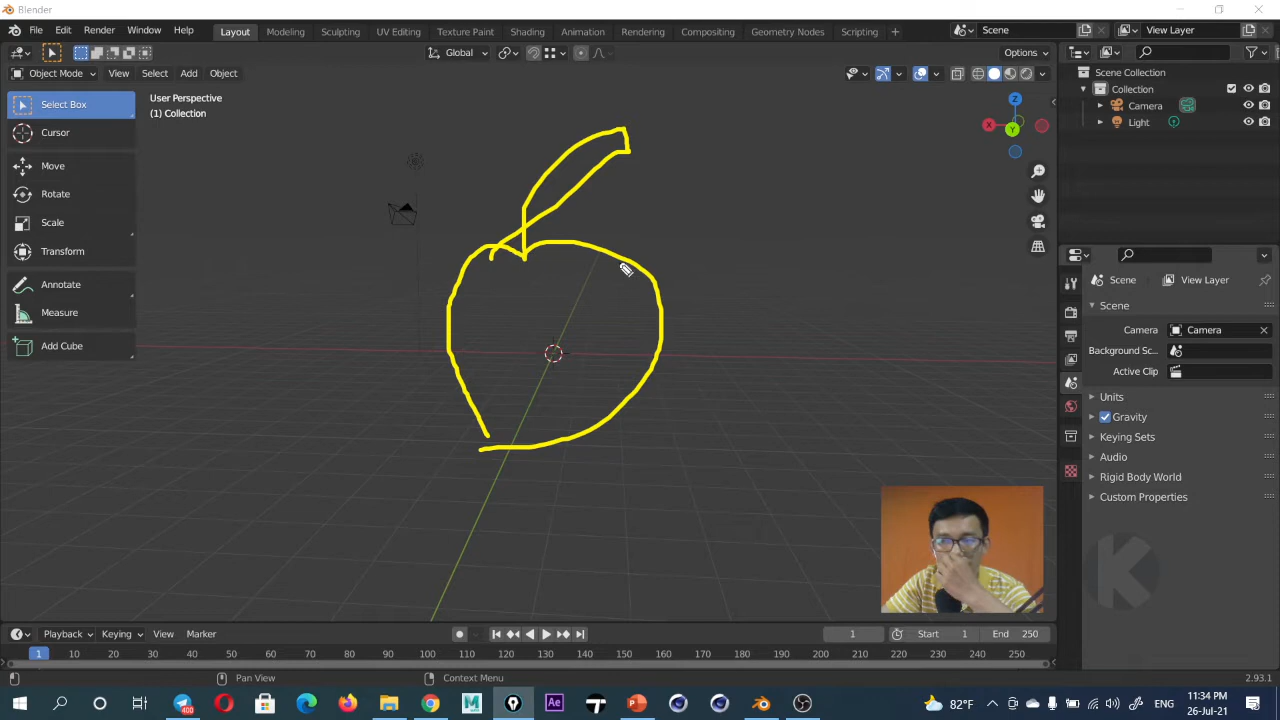 Blender
File Edit Render Window Help
Layout Modeling Sculpting UV Editing Texture Paint Shading Animation Rendering Compositing Geometry Nodes Scripting +
Scene
View Layer
Global
Options
Object Mode View Select Add Object
Select Box
Cursor
Move
Rotate
Scale
Transform
Annotate
Measure
Add Cube
User Perspective
(1) Collection
Z
X
Y
Scene Collection
Collection
Camera
Light
Scene View Layer
Scene
Camera Camera
Background Sc...
Active Clip
Units
Gravity
Keying Sets
Audio
Rigid Body World
Custom Properties
K
Playback Keying View Marker
1 Start 1 End 250
1 10 20 30 40 50 60 70 80 90 100 110 120 130 140 150 160 170 180 190 200 210 220 230 240 250
Pan View
Context Menu
2.93.1
400
M
Ae
82°F
11:34 PM
26-Jul-21